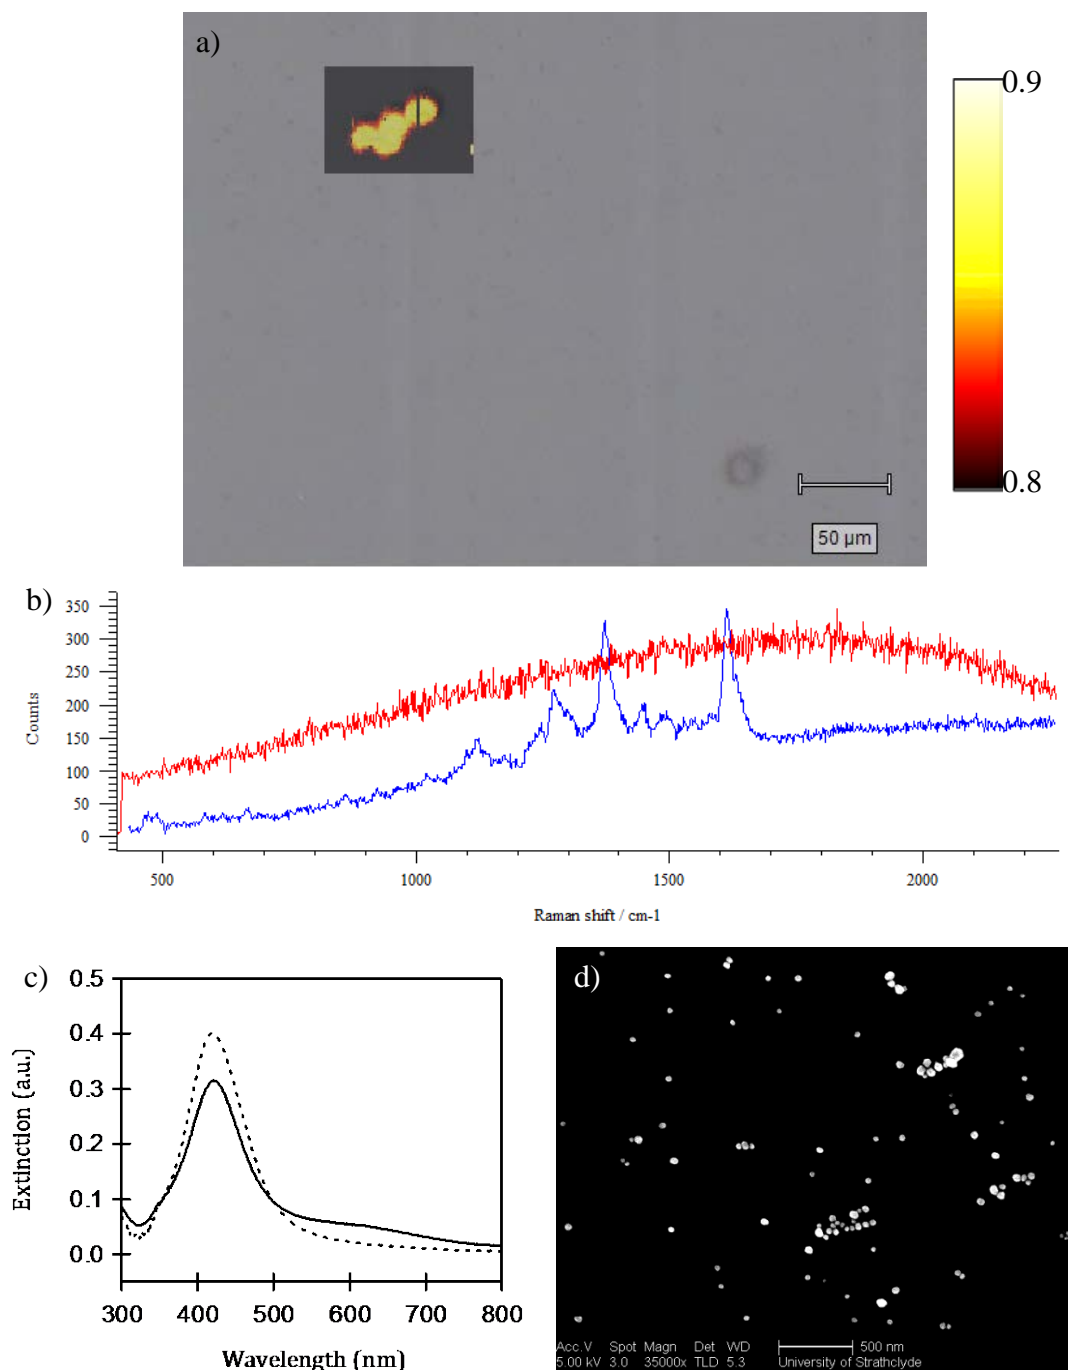 a)
0.9
0.8
50 µm
b)
350
300
250
200
150
100
50
0
Counts
500
1000
1500
2000
Raman shift / cm-1
c)
0.5
0.4
0.3
0.2
0.1
0.0
Extinction (a.u.)
300 400 500 600 700 800
Wavelength (nm)
d)
Acc.V Spot Magn Det WD 500 nm
5.00 kV 3.0 35000x TLD 5.3 University of Strathclyde